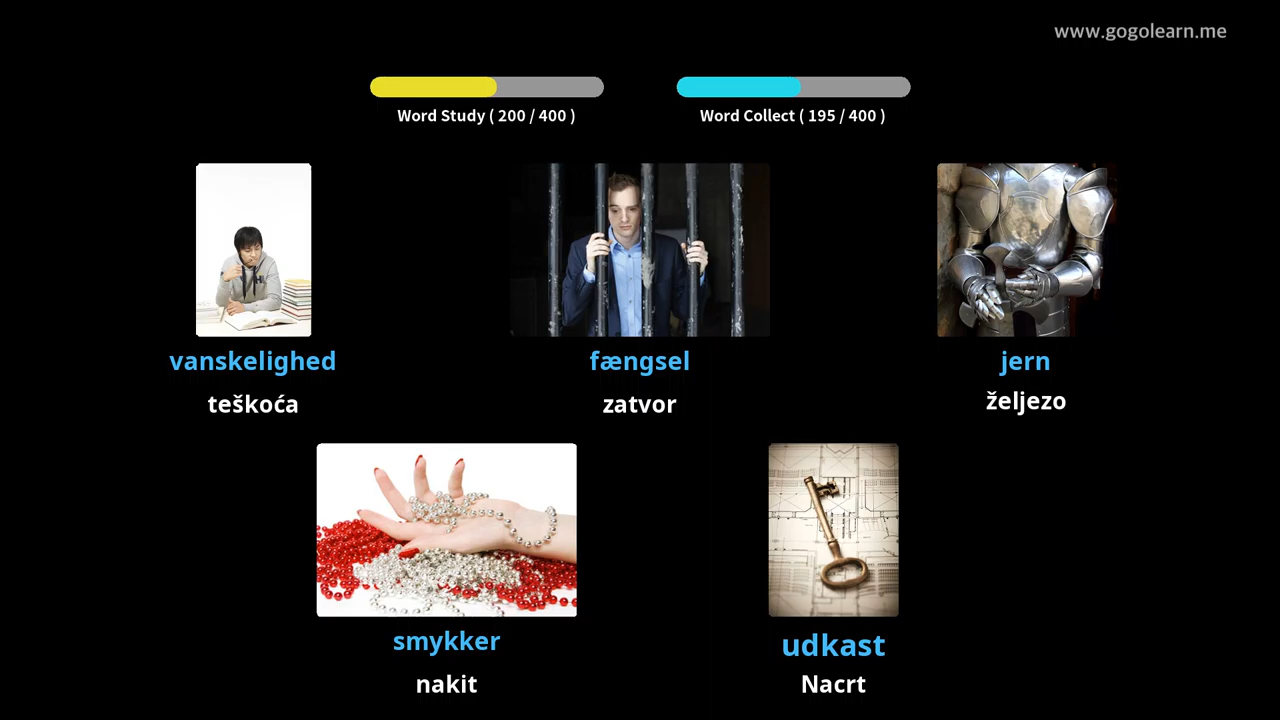 www.gogolearn.me
Word Study ( 200 / 400 )
Word Collect ( 195 / 400 )
vanskelighed
fængsel
jern
teškoća
zatvor
željezo
smykker
udkast
nakit
Nacrt